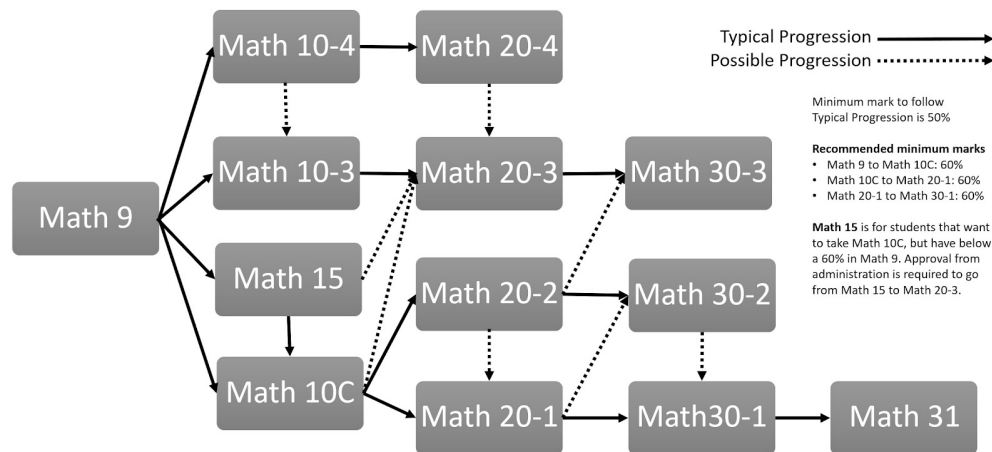 Math 10-4
Math 20-4
Typical Progression
Possible Progression
Minimum mark to follow
Typical Progression is 50%
Recommended minimum marks
• Math 9 to Math 10C: 60%
• Math 10C to Math 20-1: 60%
• Math 20-1 to Math 30-1: 60%
Math 15 is for students that want
to take Math 10C, but have below
a 60% in Math 9. Approval from
administration is required to go
from Math 15 to Math 20-3.
Math 10-3
Math 20-3
Math 30-3
Math 9
Math 15
Math 20-2
Math 30-2
Math 10C
Math 20-1
Math30-1
Math 31